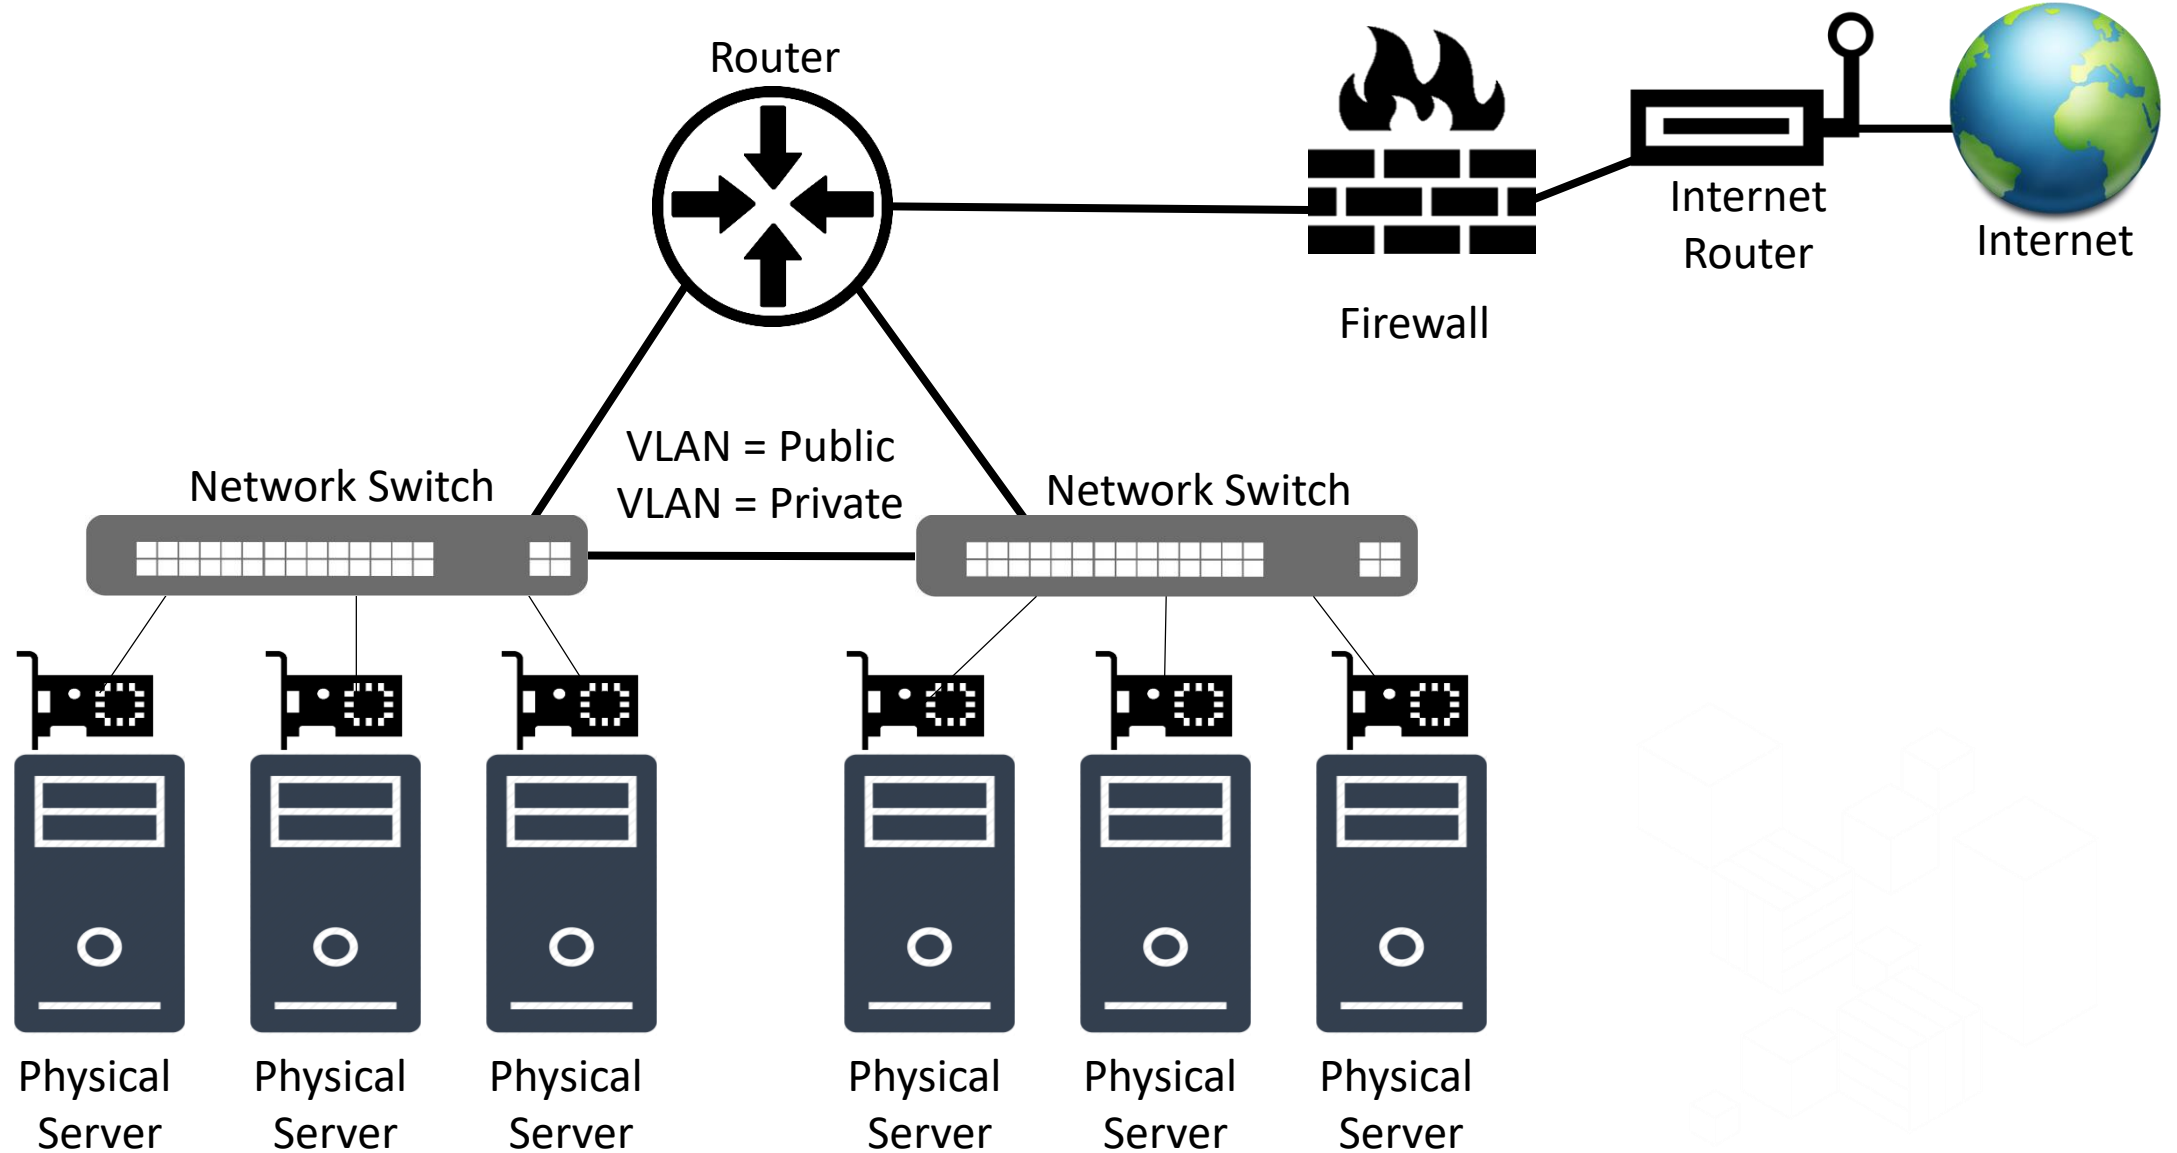 Router
Internet
Router
Internet
Firewall
VLAN = Public
VLAN = Private
Network Switch
Network Switch
Physical
Server
Physical
Server
Physical
Server
Physical
Server
Physical
Server
Physical
Server